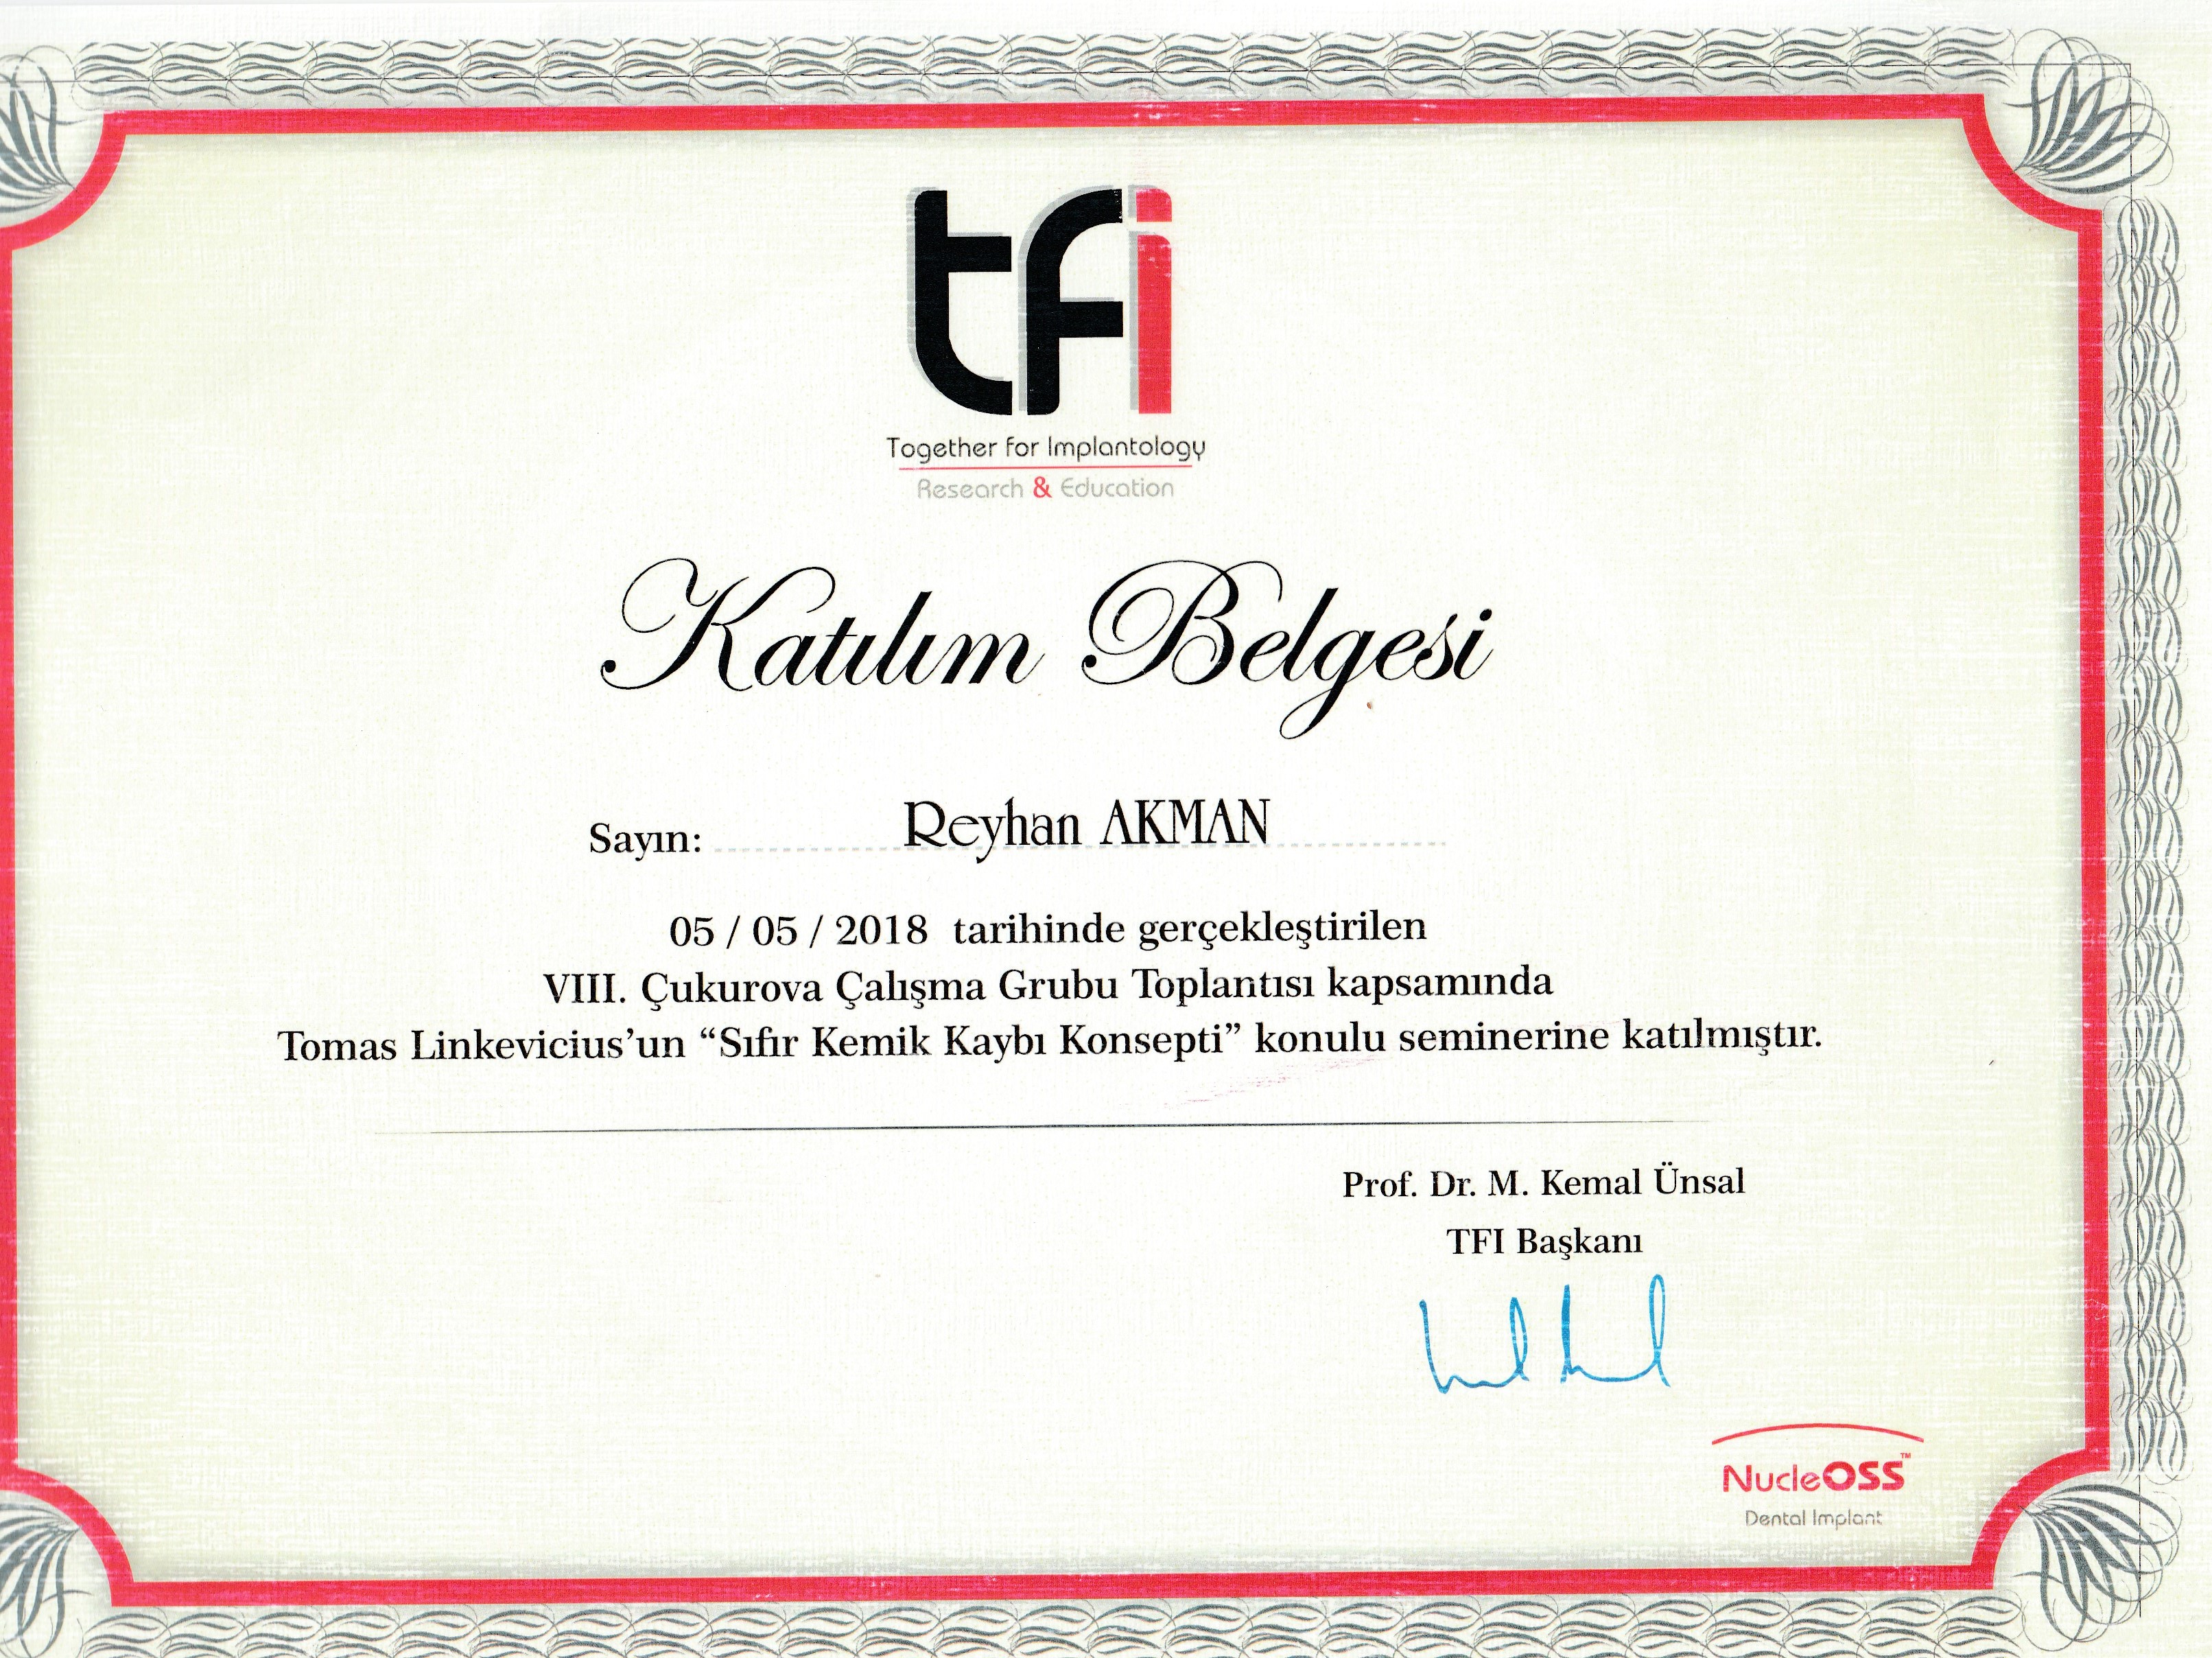 tfi
Together for Implantology
Research & Education
Katılım Belgesi
Sayın: Reyhan AKMAN
05 / 05 / 2018 tarihinde gerçekleştirilen
VIII. Çukurova Çalışma Grubu Toplantısı kapsamında
Tomas Linkevicius’un “Sıfır Kemik Kaybı Konsepti” konulu seminerine katılmıştır.
Prof. Dr. M. Kemal Ünsal
TFI Başkanı
NucleOSS™
Dental Implant